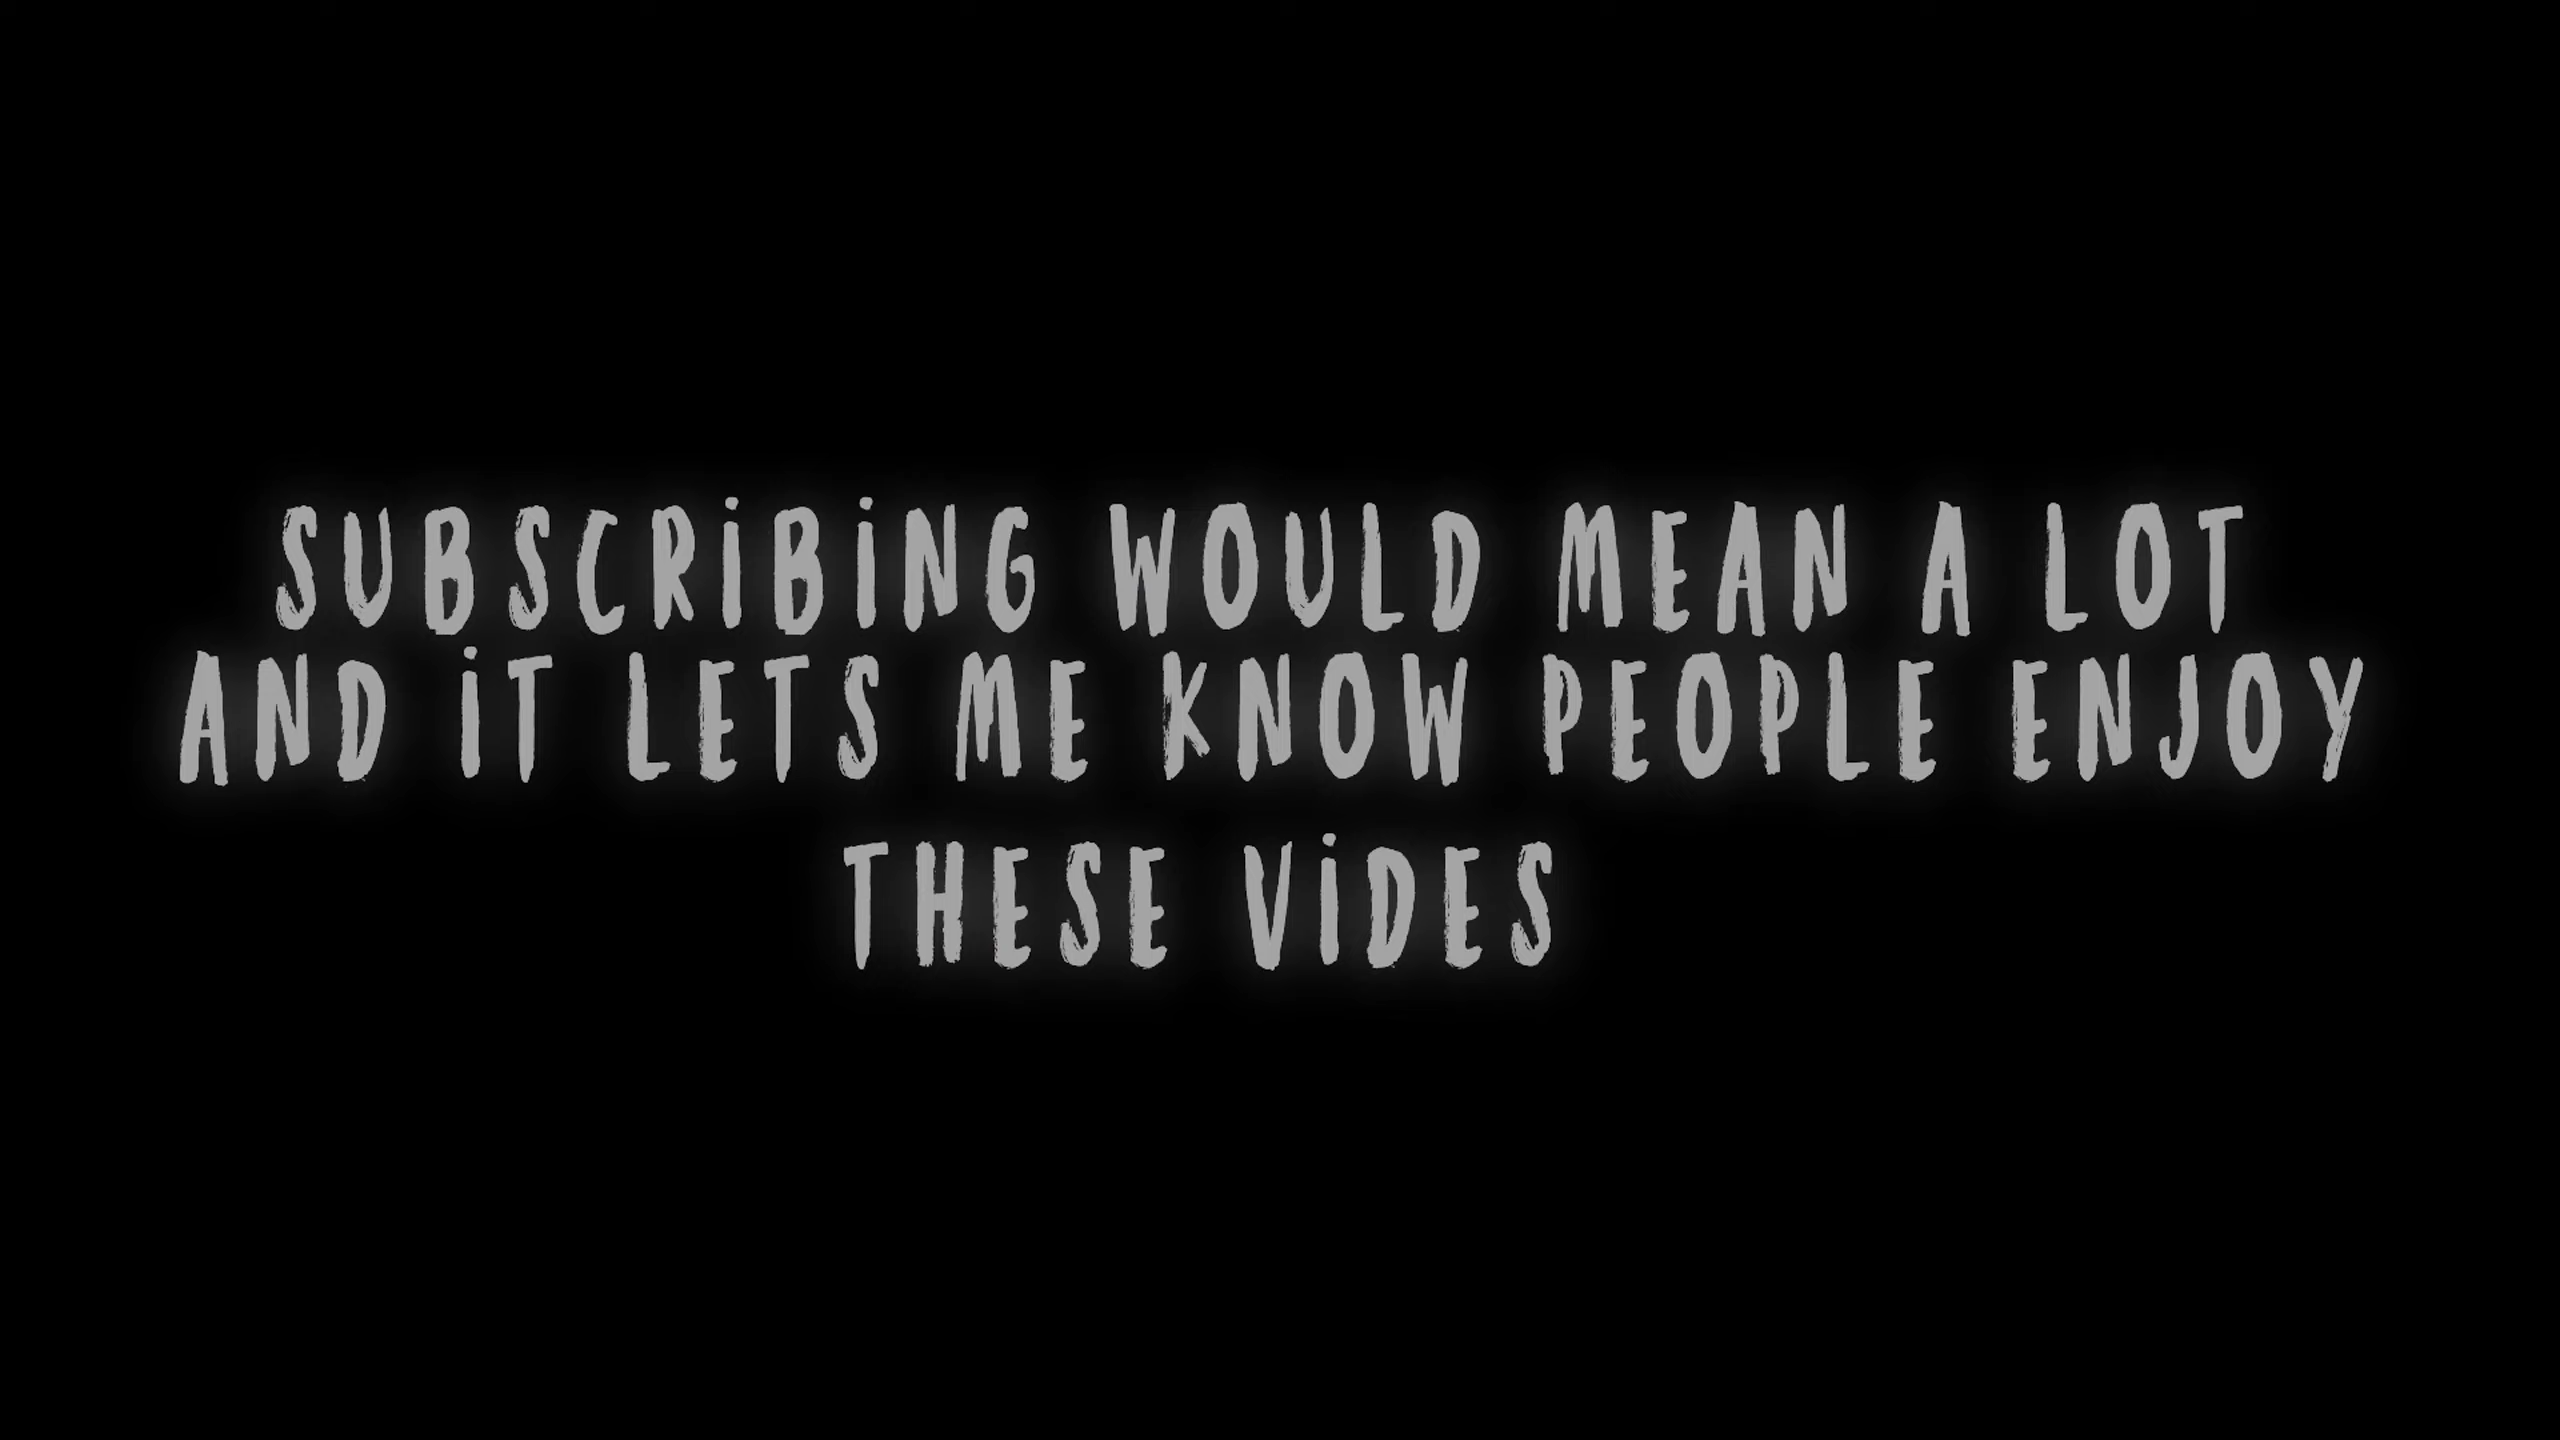 SUBSCRiBiNG WOULD MEAN A LOT
AND iT LETS ME KNOW PEOPLE ENJOY
THESE ViDES